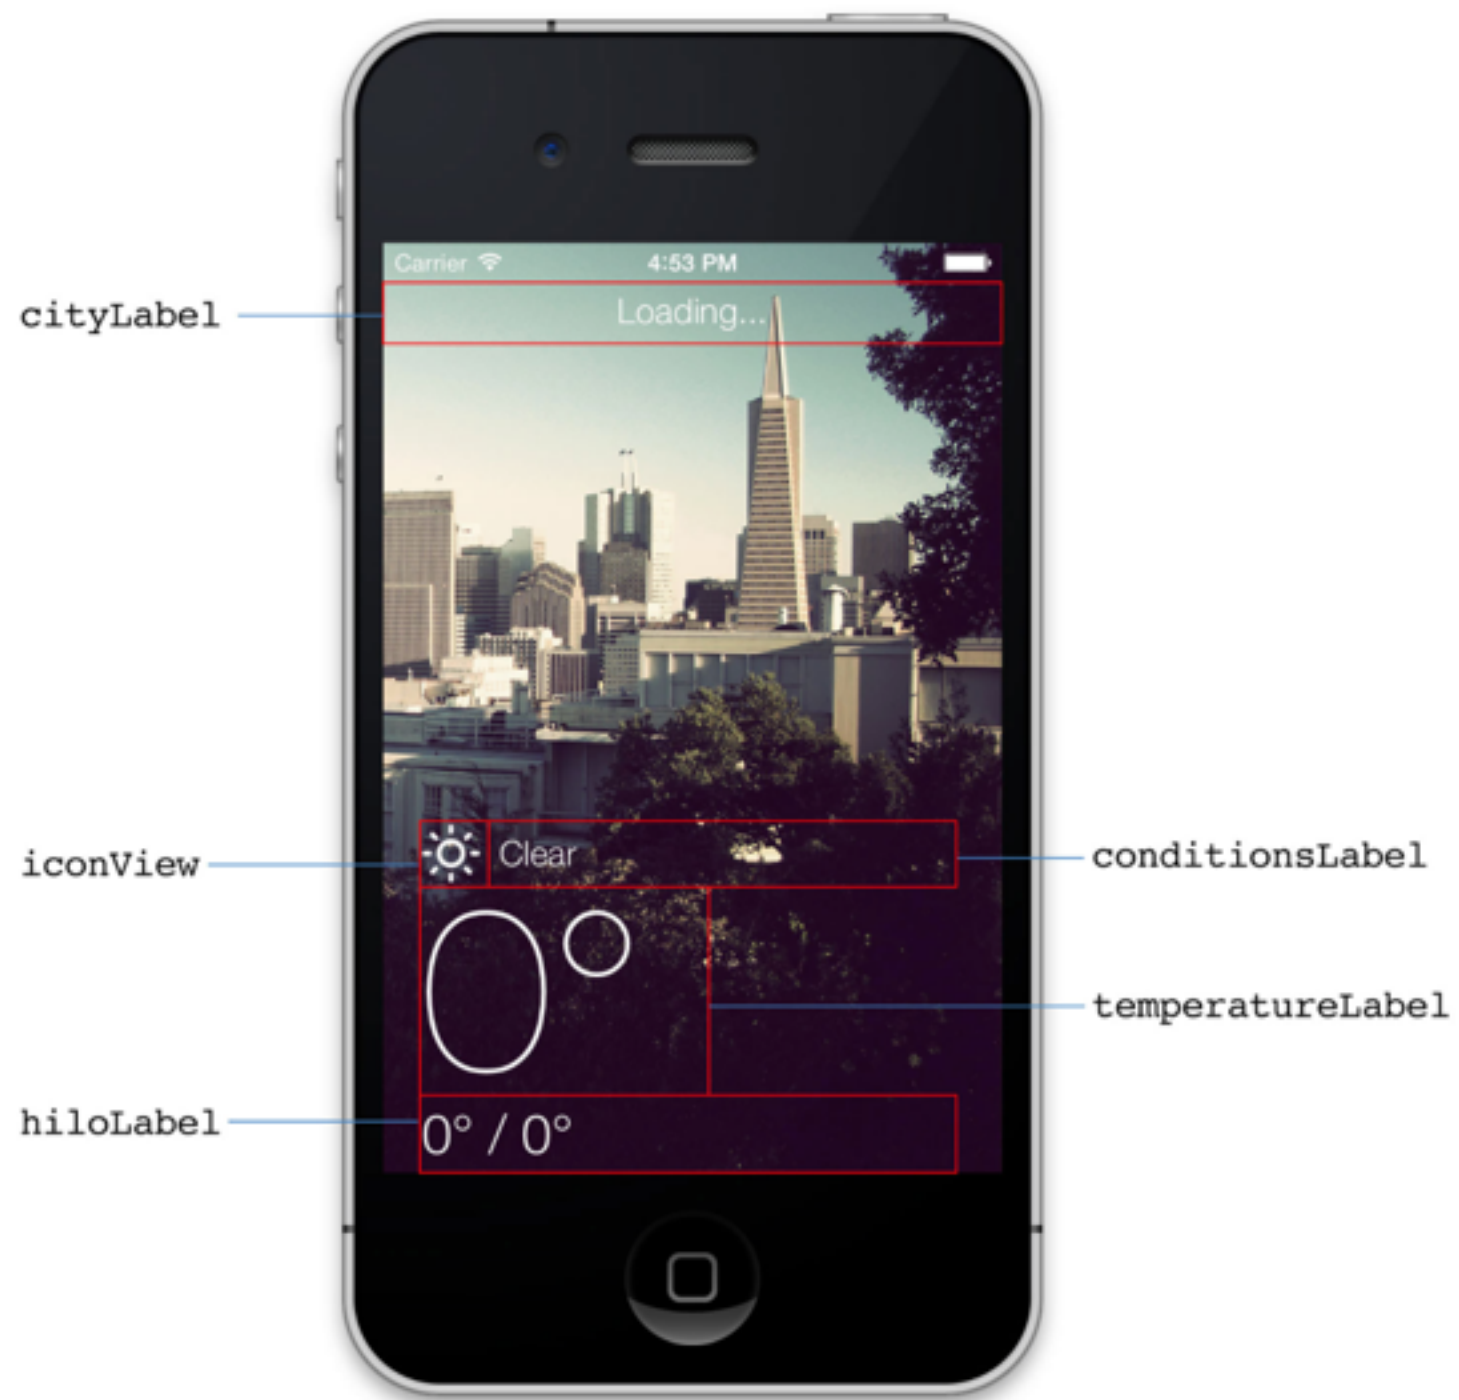 Carrier 4:53 PM
cityLabel
Loading...
iconView
Clear
conditionsLabel
0°
temperatureLabel
hiloLabel
0° / 0°